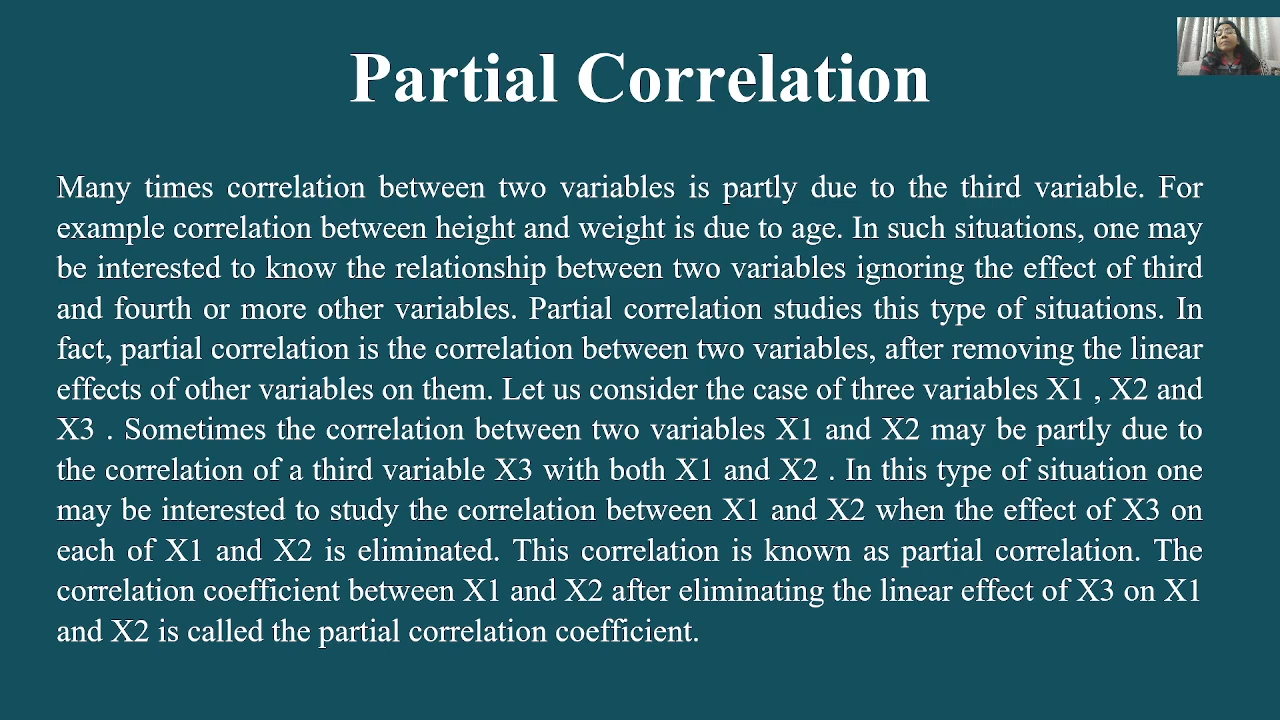 Partial Correlation
Many times correlation between two variables is partly due to the third variable. For
example correlation between height and weight is due to age. In such situations, one may
be interested to know the relationship between two variables ignoring the effect of third
and fourth or more other variables. Partial correlation studies this type of situations. In
fact, partial correlation is the correlation between two variables, after removing the linear
effects of other variables on them. Let us consider the case of three variables X1 , X2 and
X3 . Sometimes the correlation between two variables X1 and X2 may be partly due to
the correlation of a third variable X3 with both X1 and X2 . In this type of situation one
may be interested to study the correlation between X1 and X2 when the effect of X3 on
each of X1 and X2 is eliminated. This correlation is known as partial correlation. The
correlation coefficient between X1 and X2 after eliminating the linear effect of X3 on X1
and X2 is called the partial correlation coefficient.